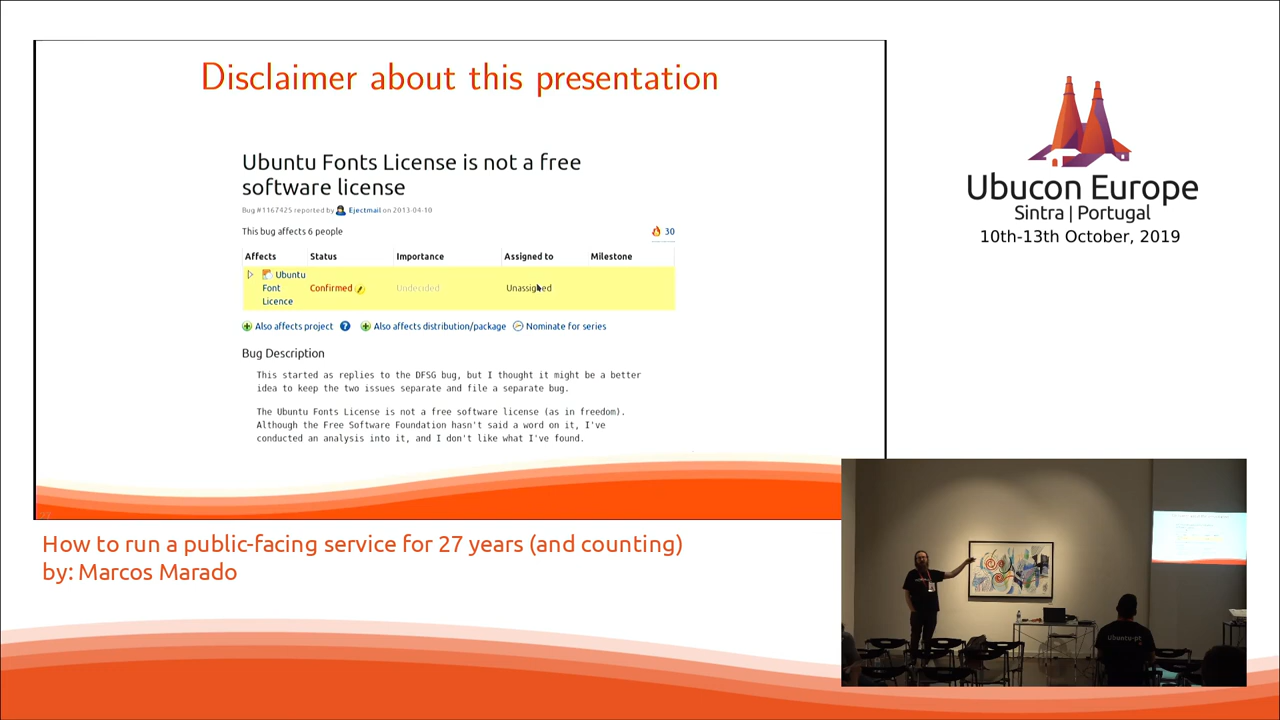 Disclaimer about this presentation
Ubuntu Fonts License is not a free
software license
Bug #1167425 reported by Ejectmail on 2013-04-10
This bug affects 6 people
30
Affects Status Importance Assigned to Milestone
Ubuntu
Font
Licence
Confirmed Undecided Unassigned
Also affects project Also affects distribution/package Nominate for series
Bug Description
This started as replies to the DFSG bug, but I thought it might be a better
idea to keep the two issues separate and file a separate bug.
The Ubuntu Fonts License is not a free software license (as in freedom).
Although the Free Software Foundation hasn't said a word on it, I've
conducted an analysis into it, and I don't like what I've found.
27
How to run a public-facing service for 27 years (and counting)
by: Marcos Marado
Ubucon Europe
Sintra | Portugal
10th-13th October, 2019
Ubuntu-pt